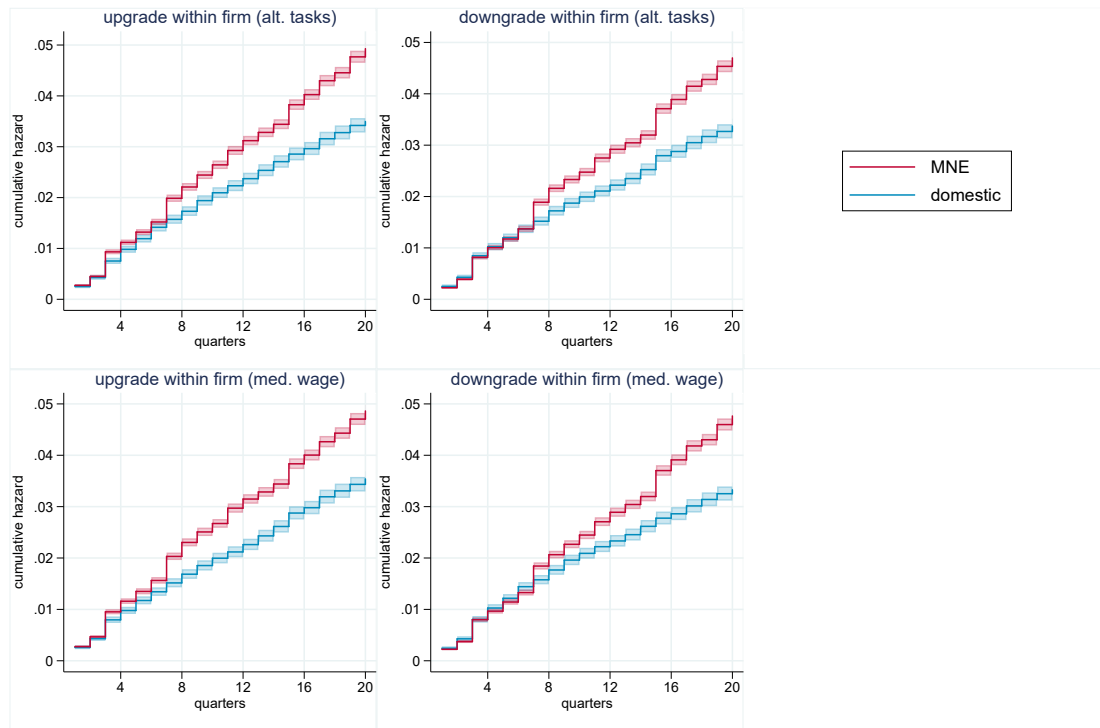 upgrade within firm (alt. tasks)
cumulative hazard
.05
.04
.03
.02
.01
0
4 8 12 16 20
quarters
downgrade within firm (alt. tasks)
cumulative hazard
.05
.04
.03
.02
.01
0
4 8 12 16 20
quarters
MNE
domestic
upgrade within firm (med. wage)
cumulative hazard
.05
.04
.03
.02
.01
0
4 8 12 16 20
quarters
downgrade within firm (med. wage)
cumulative hazard
.05
.04
.03
.02
.01
0
4 8 12 16 20
quarters